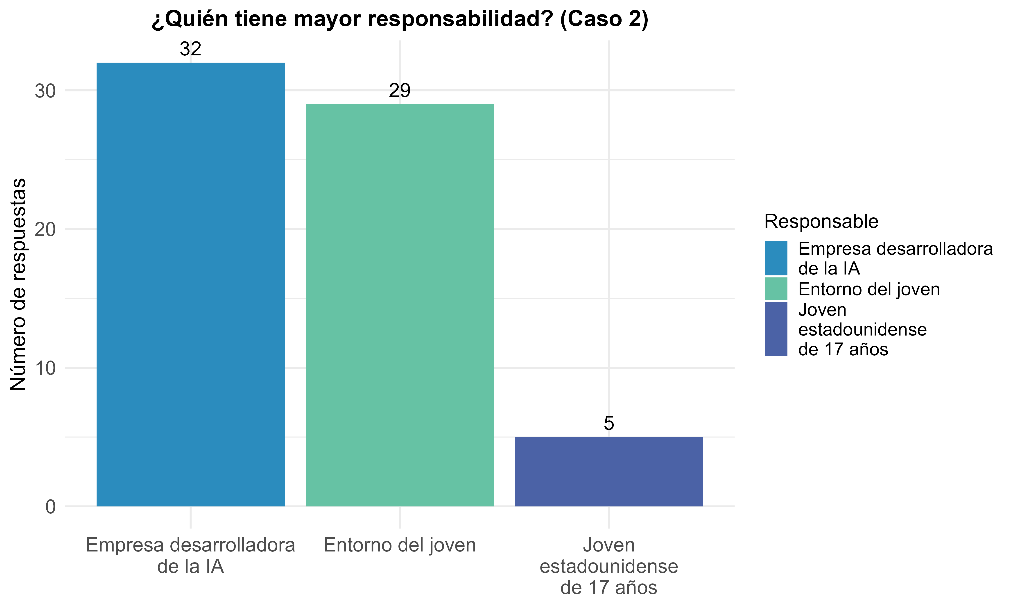 ¿Quién tiene mayor responsabilidad? (Caso 2)
32
29
5
30
20
10
0
Número de respuestas
Empresa desarrolladora
de la IA
Entorno del joven
Joven
estadounidense
de 17 años
Responsable
Empresa desarrolladora
de la IA
Entorno del joven
Joven
estadounidense
de 17 años